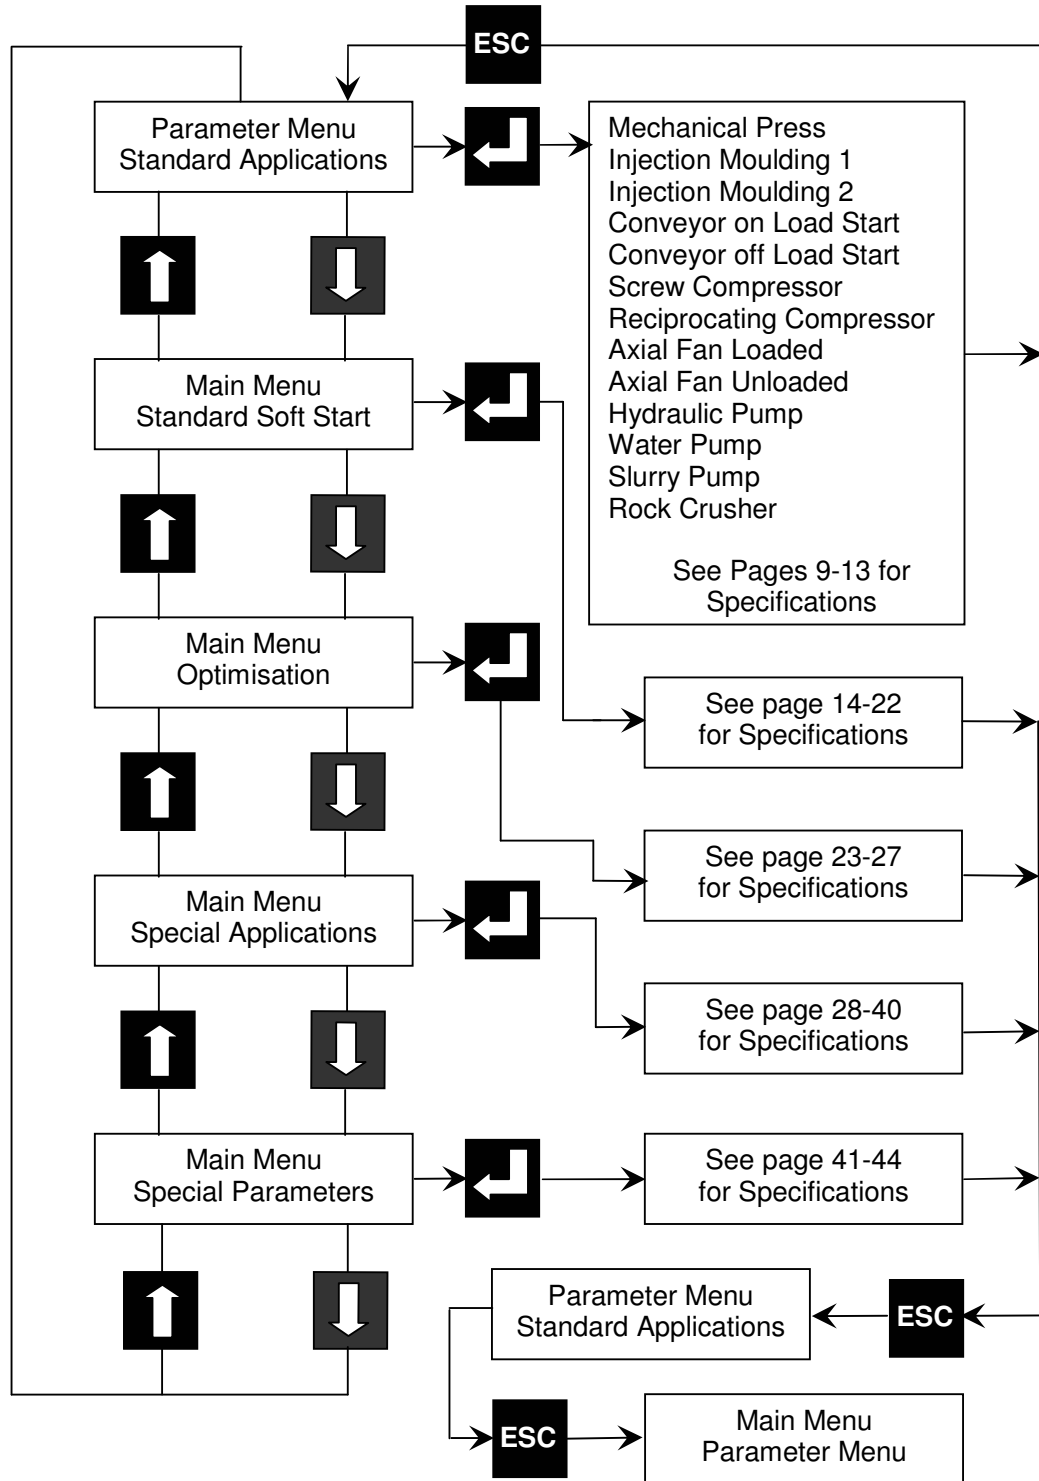 ESC
Parameter Menu
Standard Applications
Mechanical Press
Injection Moulding 1
Injection Moulding 2
Conveyor on Load Start
Conveyor off Load Start
Screw Compressor
Reciprocating Compressor
Axial Fan Loaded
Axial Fan Unloaded
Hydraulic Pump
Water Pump
Slurry Pump
Rock Crusher
See Pages 9-13 for
Specifications
Main Menu
Standard Soft Start
Main Menu
Optimisation
See page 14-22
for Specifications
See page 23-27
for Specifications
Main Menu
Special Applications
See page 28-40
for Specifications
Main Menu
Special Parameters
See page 41-44
for Specifications
Parameter Menu
Standard Applications
ESC
ESC
Main Menu
Parameter Menu